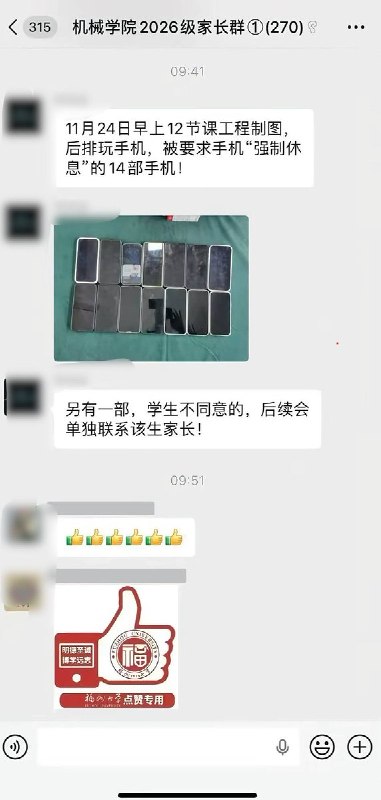 315
机械学院2026级家长群①(270)
09:41
11月24日早上12节课工程制图，
后排玩手机，被要求手机“强制休
息”的14部手机！
另有一部，学生不同意的，后续会
单独联系该生家长！
09:51
明德至诚
博学远志
福
福州大学点赞专用